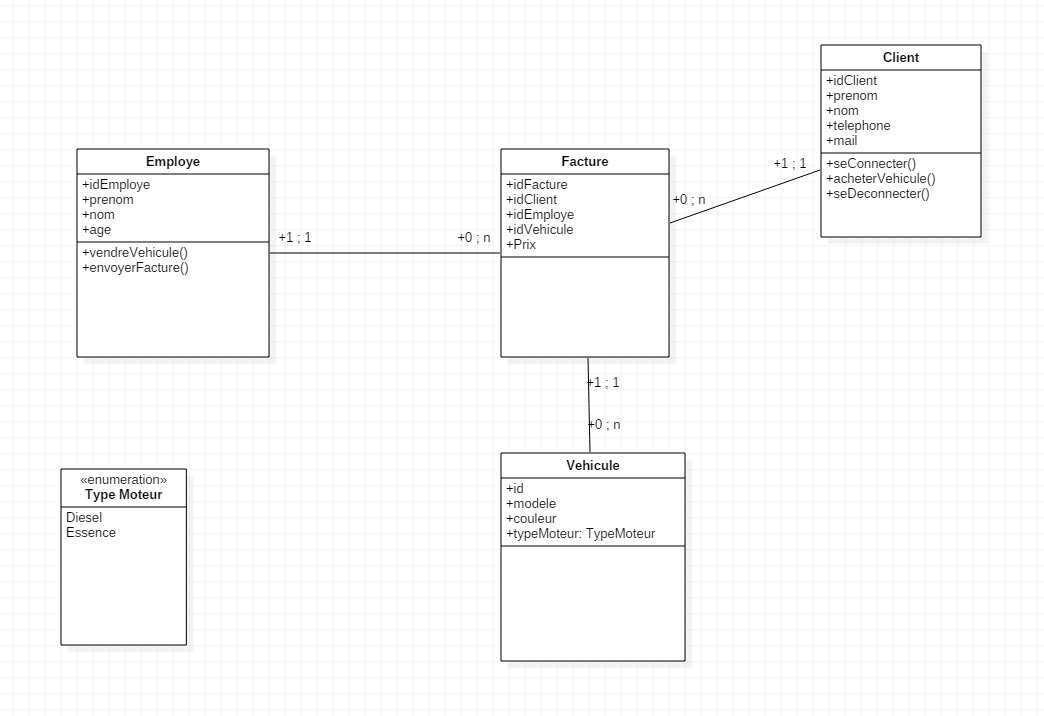 Client
+idClient
+prenom
+nom
+telephone
+mail
+seConnecter()
+acheterVehicule()
+seDeconnecter()
Employe
+idEmploye
+prenom
+nom
+age
+vendreVehicule()
+envoyerFacture()
+1 ; 1
+0 ; n
Facture
+idFacture
+idClient
+idEmploye
+idVehicule
+Prix
+0 ; n
+1 ; 1
+1 ; 1
+0 ; n
Vehicule
+id
+modele
+couleur
+typeMoteur: TypeMoteur
«enumeration»
Type Moteur
Diesel
Essence